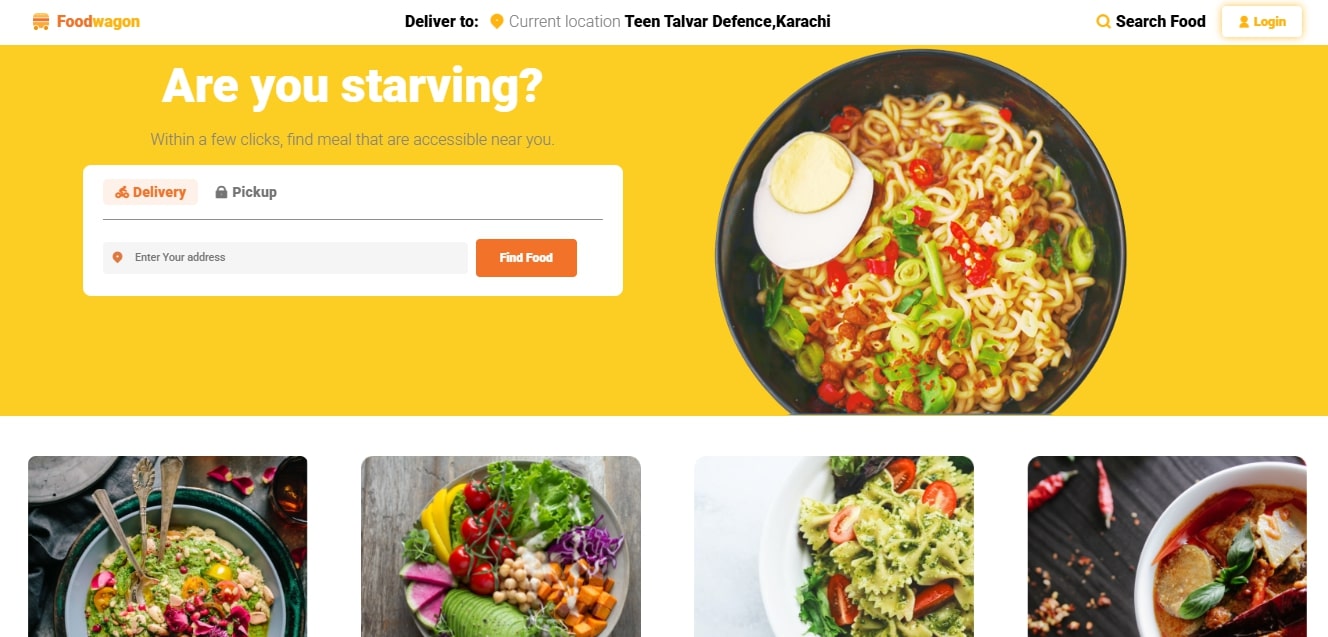 Foodwagon
Deliver to: Current location Teen Talvar Defence,Karachi
Search Food
Login
Are you starving?
Within a few clicks, find meal that are accessible near you.
Delivery
Pickup
Enter Your address
Find Food